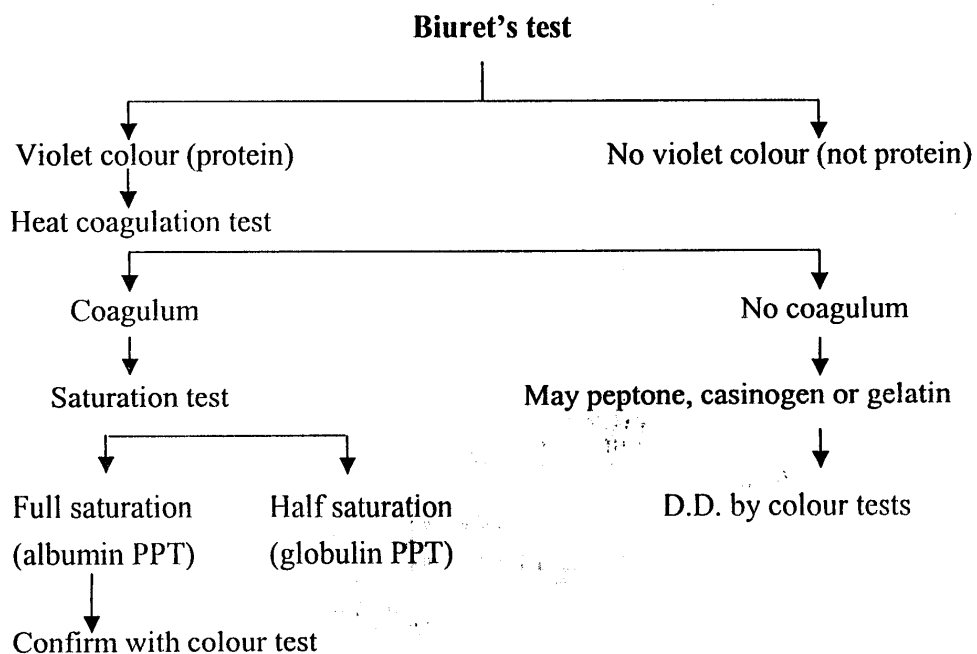 Biuret's test
Violet colour (protein)
No violet colour (not protein)
Heat coagulation test
Coagulum
No coagulum
Saturation test
May peptone, casinogen or gelatin
Full saturation
(albumin PPT)
Half saturation
(globulin PPT)
D.D. by colour tests
Confirm with colour test